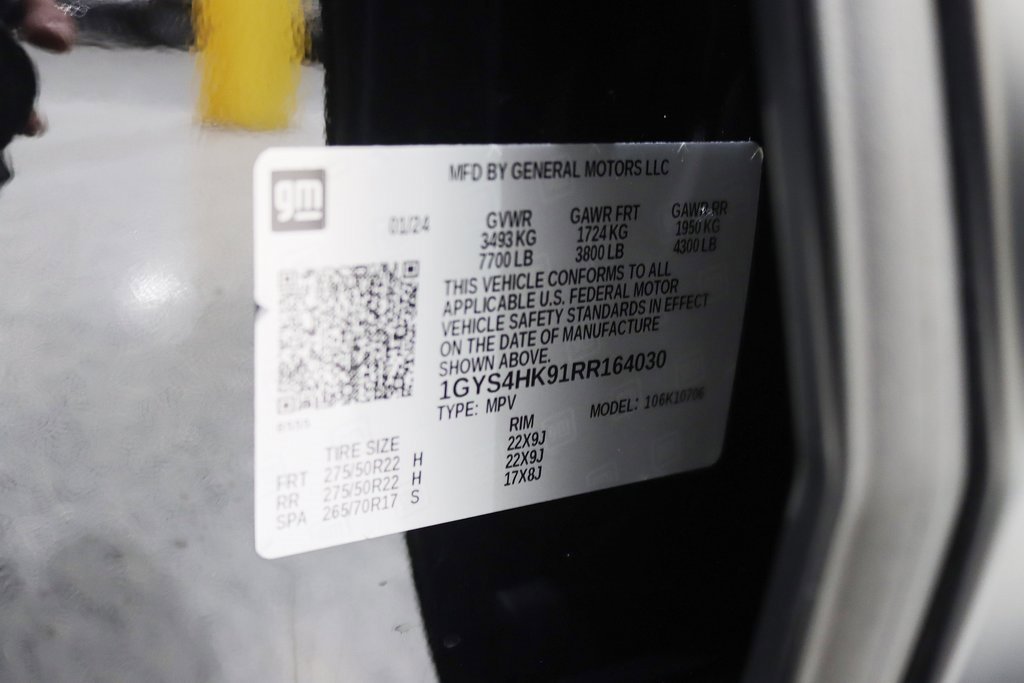 gm
MFD BY GENERAL MOTORS LLC
01/24
GVWR GAWR FRT GAWR RR
3493 KG 1724 KG 1950 KG
7700 LB 3800 LB 4300 LB
THIS VEHICLE CONFORMS TO ALL
APPLICABLE U.S. FEDERAL MOTOR
VEHICLE SAFETY STANDARDS IN EFFECT
ON THE DATE OF MANUFACTURE
SHOWN ABOVE.
1GYS4HK91RR164030
TYPE: MPV MODEL: 106K10706
TIRE SIZE RIM
FRT 275/50R22 H 22X9J
RR 275/50R22 H 22X9J
SPA 265/70R17 S 17X8J